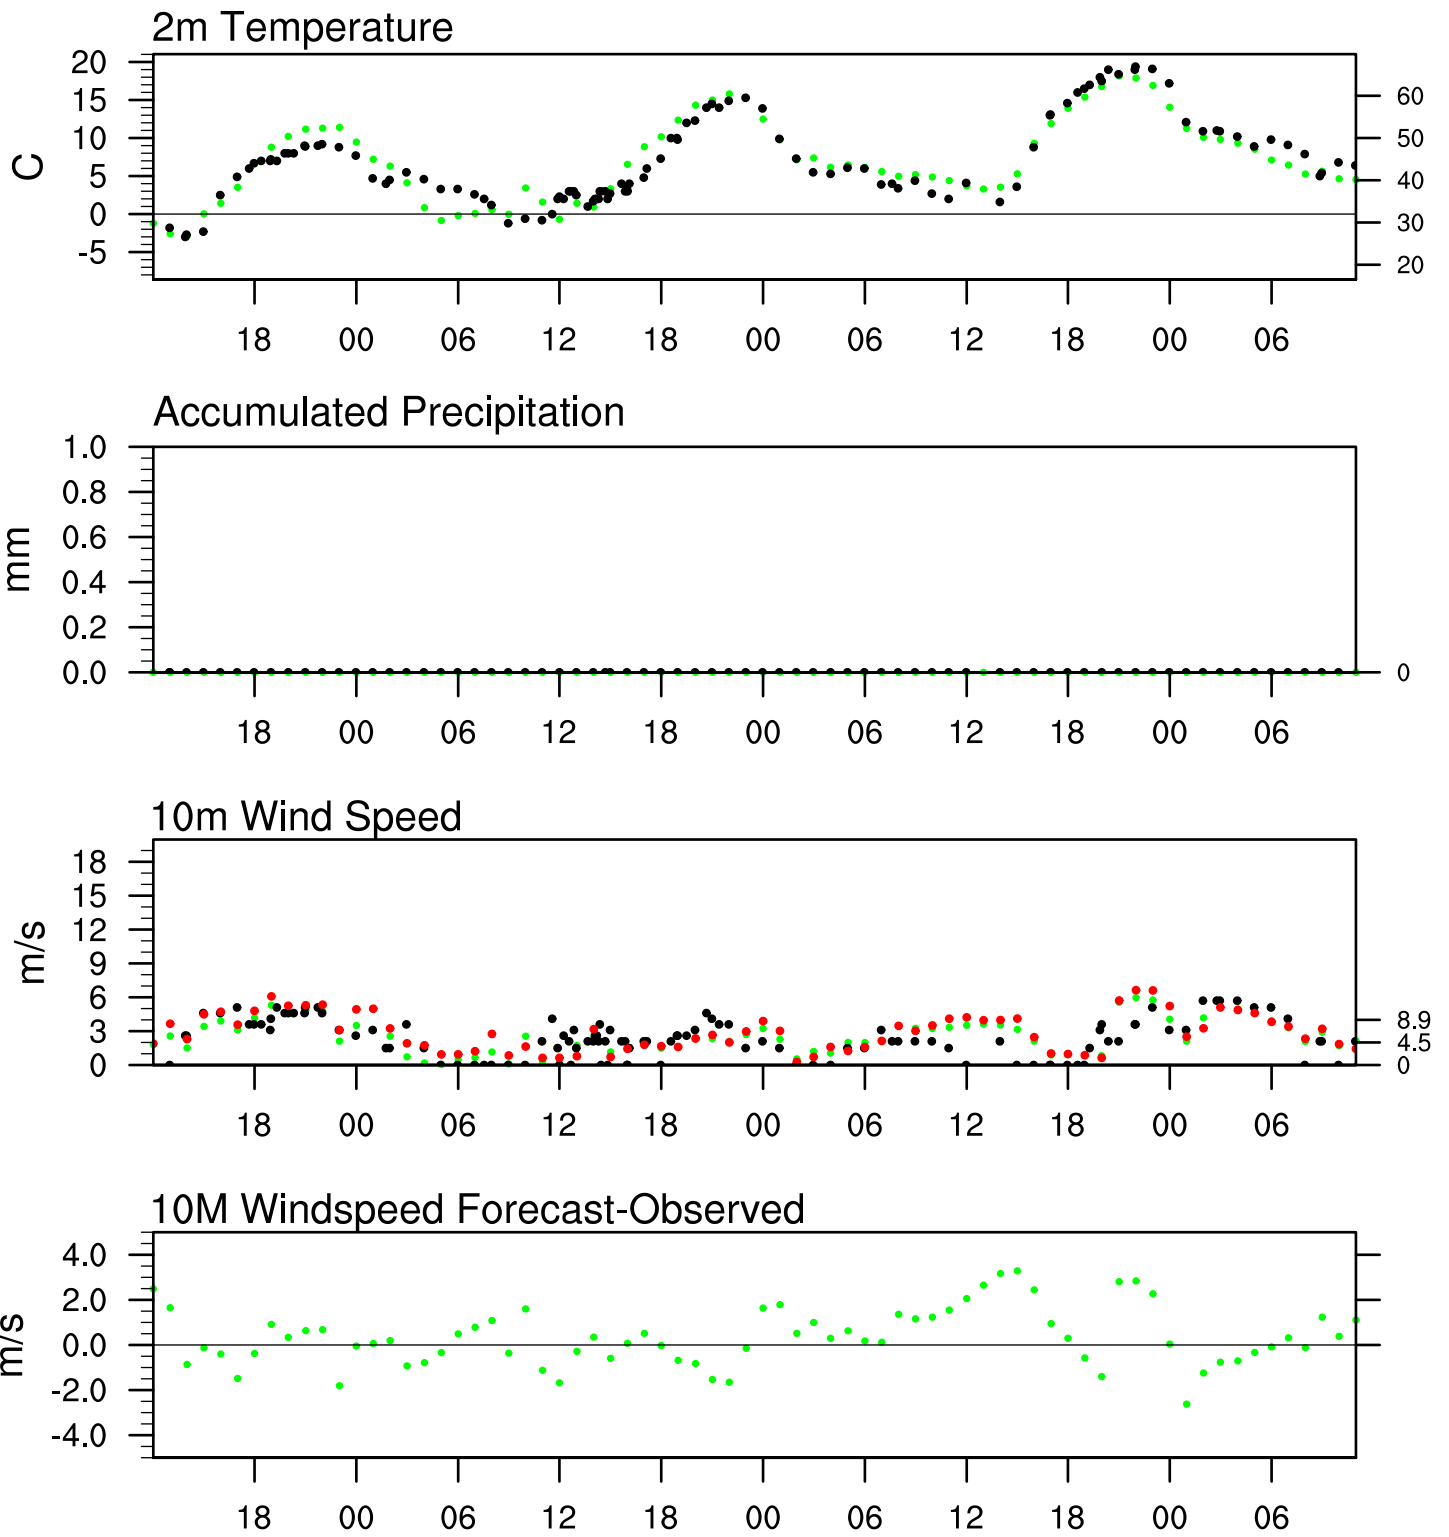 2m Temperature
20
15
10
5
0
-5
C
60
50
40
30
20
18 00 06 12 18 00 06 12 18 00 06
Accumulated Precipitation
1.0
0.8
0.6
0.4
0.2
0.0
mm
0
18 00 06 12 18 00 06 12 18 00 06
10m Wind Speed
18
15
12
9
6
3
0
m/s
8.9
4.5
0
18 00 06 12 18 00 06 12 18 00 06
10M Windspeed Forecast-Observed
4.0
2.0
0.0
-2.0
-4.0
m/s
18 00 06 12 18 00 06 12 18 00 06